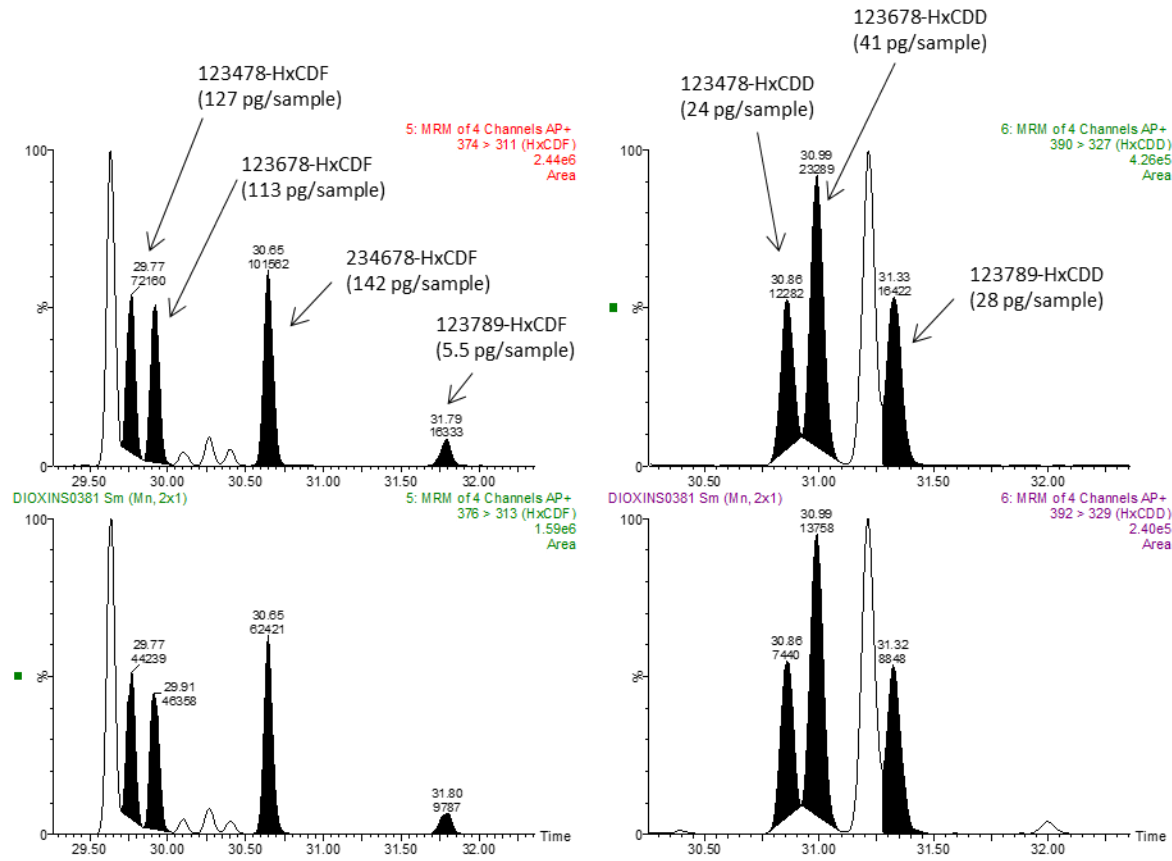 123478-HxCDF
(127 pg/sample)
123678-HxCDF
(113 pg/sample)
234678-HxCDF
(142 pg/sample)
123789-HxCDF
(5.5 pg/sample)
5: MRM of 4 Channels AP+
374 > 311 (HxCDF)
2.44e6
Area
100
%
0
29.77
72160
30.65
101562
31.79
16333
29.50
30.00
30.50
31.00
31.50
32.00
123678-HxCDD
(41 pg/sample)
123478-HxCDD
(24 pg/sample)
123789-HxCDD
(28 pg/sample)
6: MRM of 4 Channels AP+
390 > 327 (HxCDD)
4.26e5
Area
100
%
0
30.86
12282
30.99
23289
31.33
16422
30.50
31.00
31.50
32.00
DIOXINS0381 Sm (Mn, 2x1)
5: MRM of 4 Channels AP+
376 > 313 (HxCDF)
1.59e6
Area
100
%
0
29.77
44239
29.91
46358
30.65
62421
31.80
9787
Time
29.50
30.00
30.50
31.00
31.50
32.00
DIOXINS0381 Sm (Mn, 2x1)
6: MRM of 4 Channels AP+
392 > 329 (HxCDD)
2.40e5
Area
100
%
0
30.86
7440
30.99
13758
31.32
8848
Time
30.50
31.00
31.50
32.00